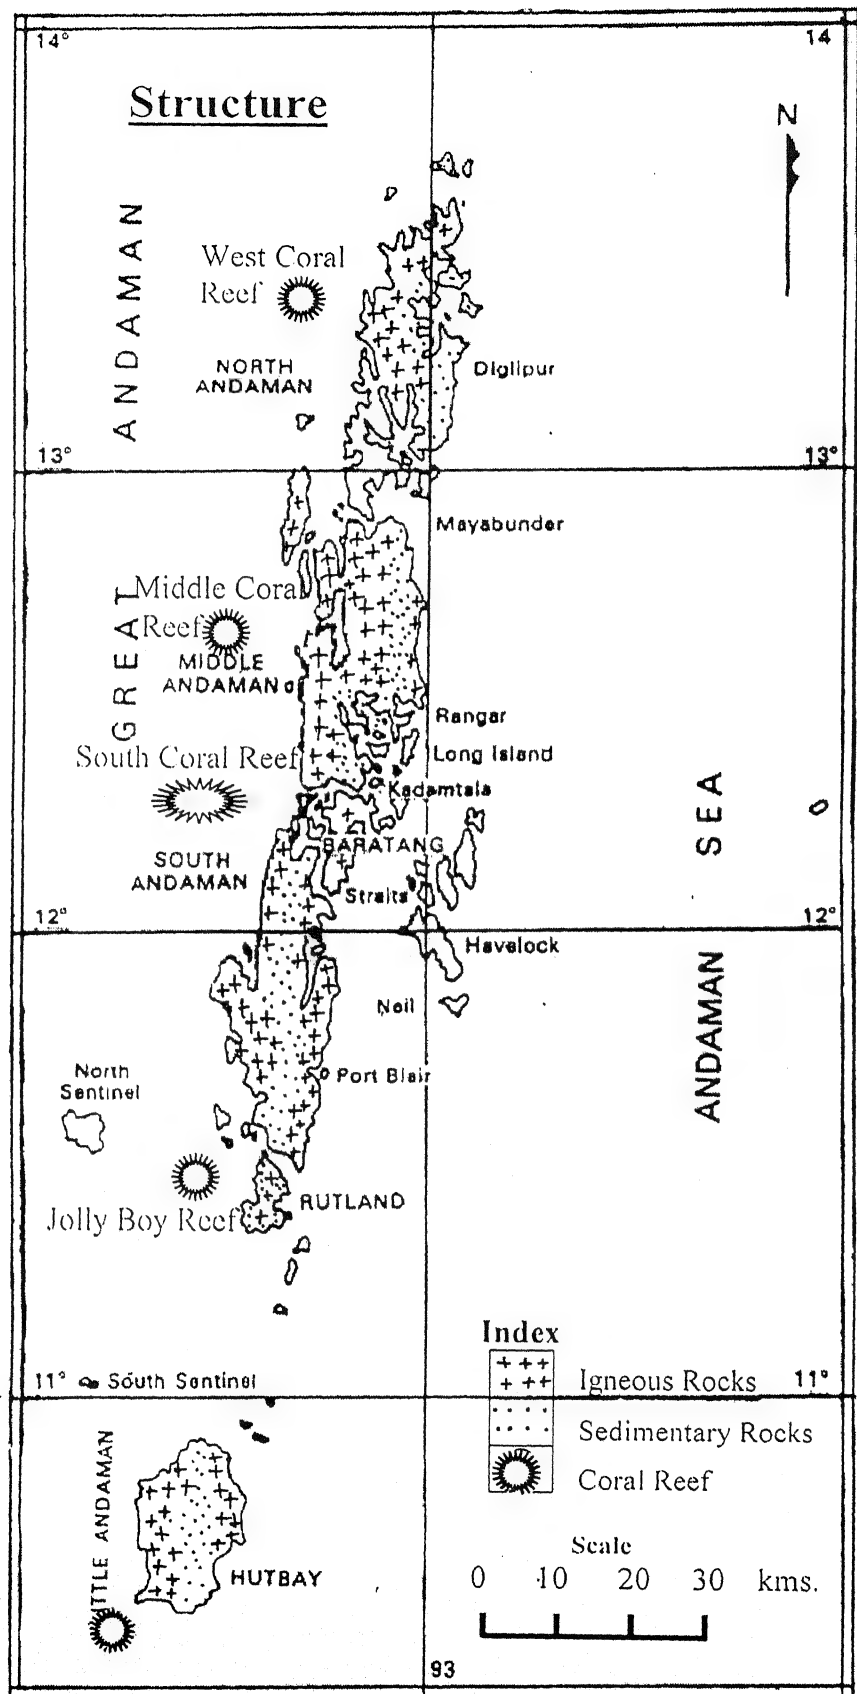 14°
14
Structure
N
GREAT ANDAMAN
West Coral
Reef
NORTH
ANDAMAN
Diglipur
13°
13°
Mayabunder
Middle Coral
Reef
MIDDLE
ANDAMAN
Rangar
South Coral Reef
Long Island
Kadamtala
BARATANG
SOUTH
ANDAMAN
Straits
12°
12°
Havelock
Neil
ANDAMAN SEA
North
Sentinel
Port Blair
Jolly Boy Reef
RUTLAND
Index
Igneous Rocks
Sedimentary Rocks
Coral Reef
11°
South Sentinel
11°
LITTLE ANDAMAN
HUTBAY
Scale
0 10 20 30 kms.
93